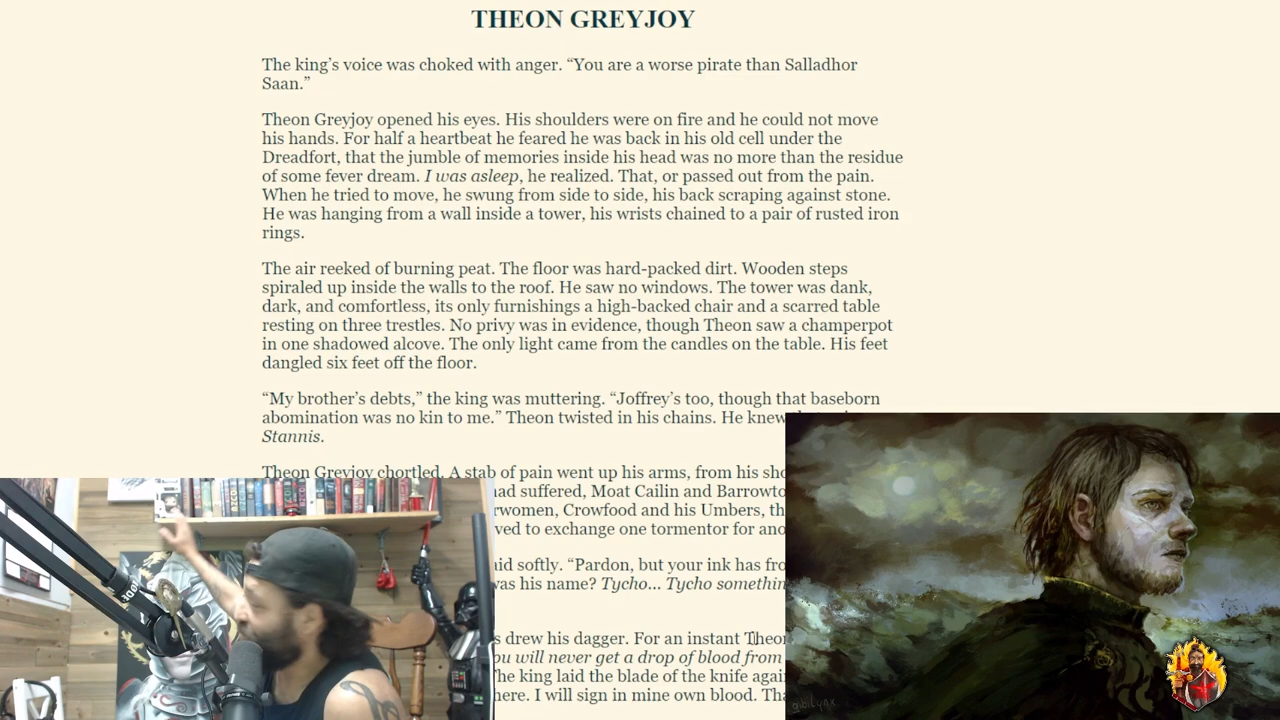 THEON GREYJOY
The king’s voice was choked with anger. “You are a worse pirate than Salladhor
Saan.”
Theon Greyjoy opened his eyes. His shoulders were on fire and he could not move
his hands. For half a heartbeat he feared he was back in his old cell under the
Dreadfort, that the jumble of memories inside his head was no more than the residue
of some fever dream. I was asleep, he realized. That, or passed out from the pain.
When he tried to move, he swung from side to side, his back scraping against stone.
He was hanging from a wall inside a tower, his wrists chained to a pair of rusted iron
rings.
The air reeked of burning peat. The floor was hard-packed dirt. Wooden steps
spiraled up inside the walls to the roof. He saw no windows. The tower was dank,
dark, and comfortless, its only furnishings a high-backed chair and a scarred table
resting on three trestles. No privy was in evidence, though Theon saw a champerpot
in one shadowed alcove. The only light came from the candles on the table. His feet
dangled six feet off the floor.
“My brother’s debts,” the king was muttering. “Joffrey’s too, though that baseborn
abomination was no kin to me.” Theon twisted in his chains. He knew
Stannis.
Theon Greyjoy chortled. A stab of pain went up his arms, from his sho
had suffered, Moat Cailin and Barrowto
rwomen, Crowfood and his Umbers, th
ved to exchange one tormentor for ano
aid softly. “Pardon, but your ink has fro
was his name? Tycho... Tycho somethin
s drew his dagger. For an instant Theon
ou will never get a drop of blood from
The king laid the blade of the knife agai
here. I will sign in mine own blood. Tha
RODE